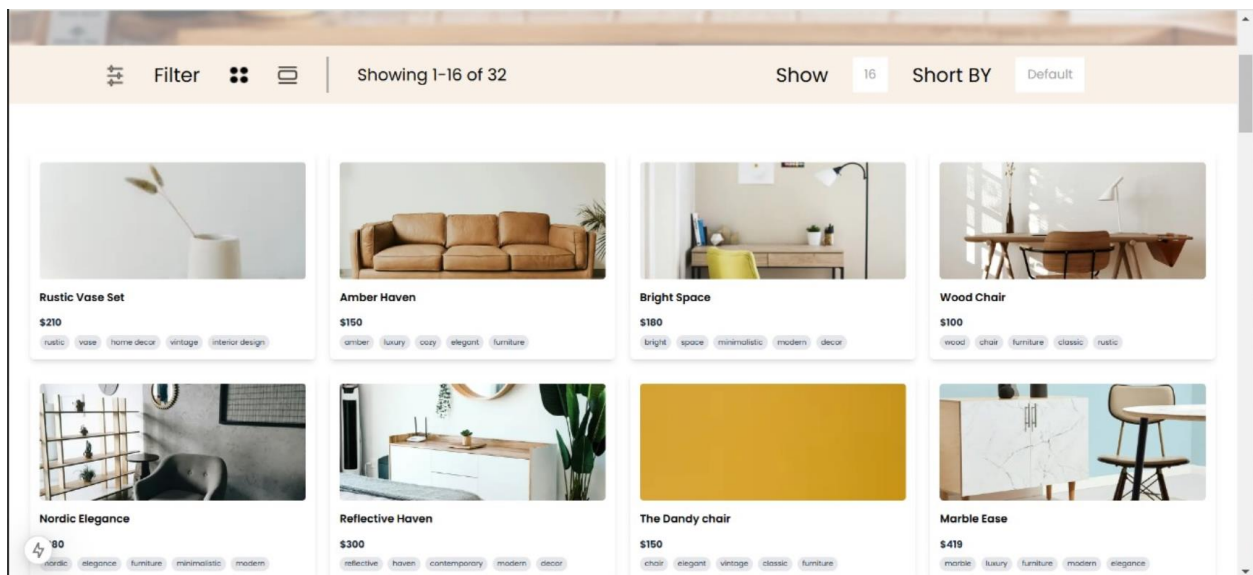 Filter
Showing 1-16 of 32
Show 16 Short BY Default
Rustic Vase Set
$210
rustic vase home decor vintage interior design
Amber Haven
$150
amber luxury cozy elegant furniture
Bright Space
$180
bright space minimalistic modern decor
Wood Chair
$100
wood chair furniture classic rustic
Nordic Elegance
80
nordic elegance furniture minimalistic modern
Reflective Haven
$300
reflective haven contemporary modern decor
The Dandy chair
$150
chair elegant vintage classic furniture
Marble Ease
$419
marble luxury furniture modern elegance